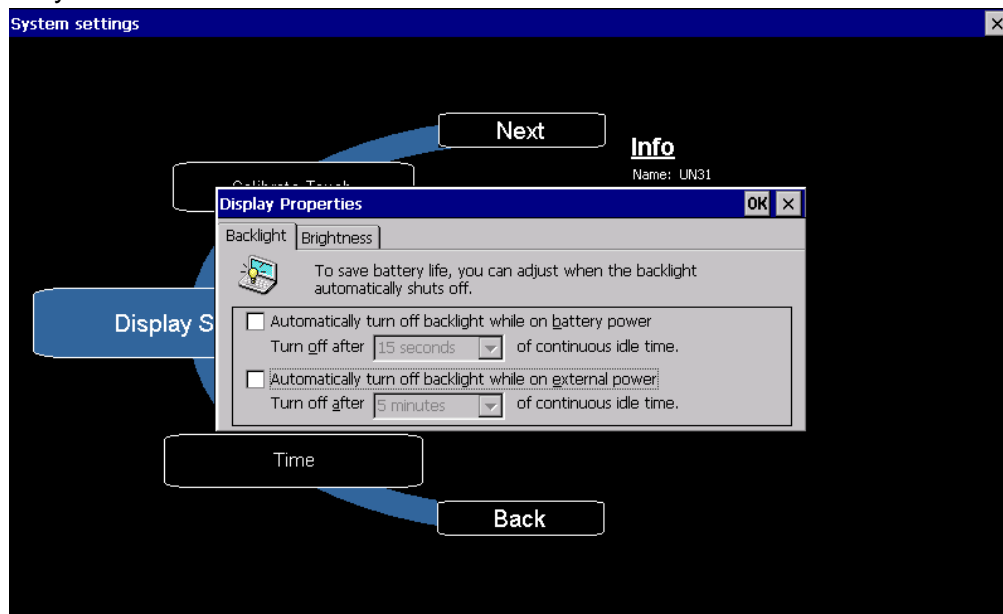 System settings
Next
Info
Name: UN31
Display Properties
OK
Backlight
Brightness
To save battery life, you can adjust when the backlight
automatically shuts off.
Display S
Automatically turn off backlight while on battery power
Turn off after 15 seconds of continuous idle time.
Automatically turn off backlight while on external power
Turn off after 5 minutes of continuous idle time.
Time
Back